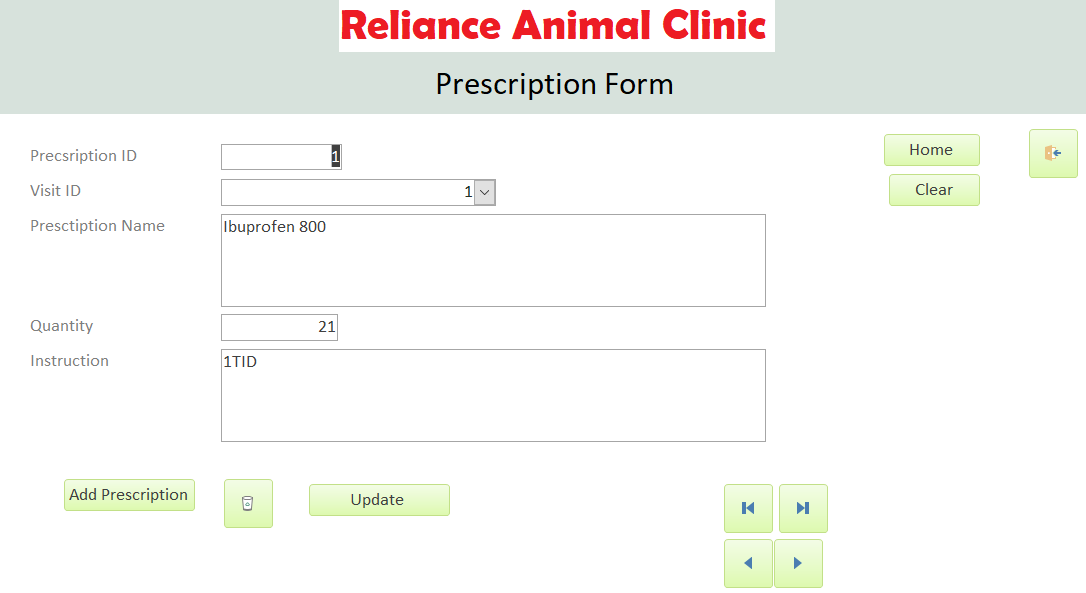 Reliance Animal Clinic
Prescription Form
Precsription ID 1
Home
Visit ID 1
Clear
Presctiption Name Ibuprofen 800
Quantity 21
Instruction 1TID
Add Prescription Update